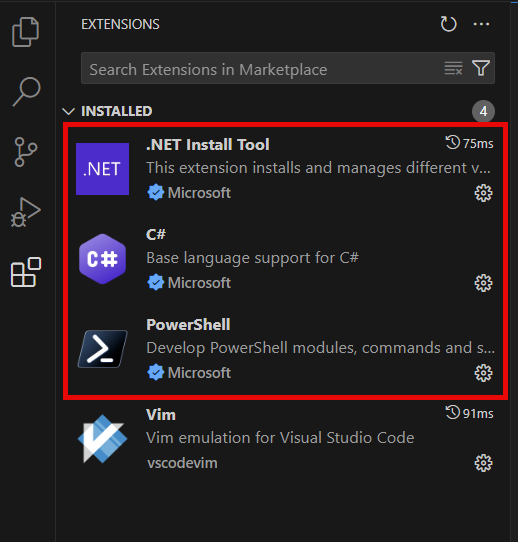 EXTENSIONS
Search Extensions in Marketplace
INSTALLED 4
.NET
.NET Install Tool 75ms
This extension installs and manages different v...
Microsoft
C#
C#
Base language support for C#
Microsoft
PowerShell
Develop PowerShell modules, commands and s...
Microsoft
Vim 91ms
Vim emulation for Visual Studio Code
vscodevim